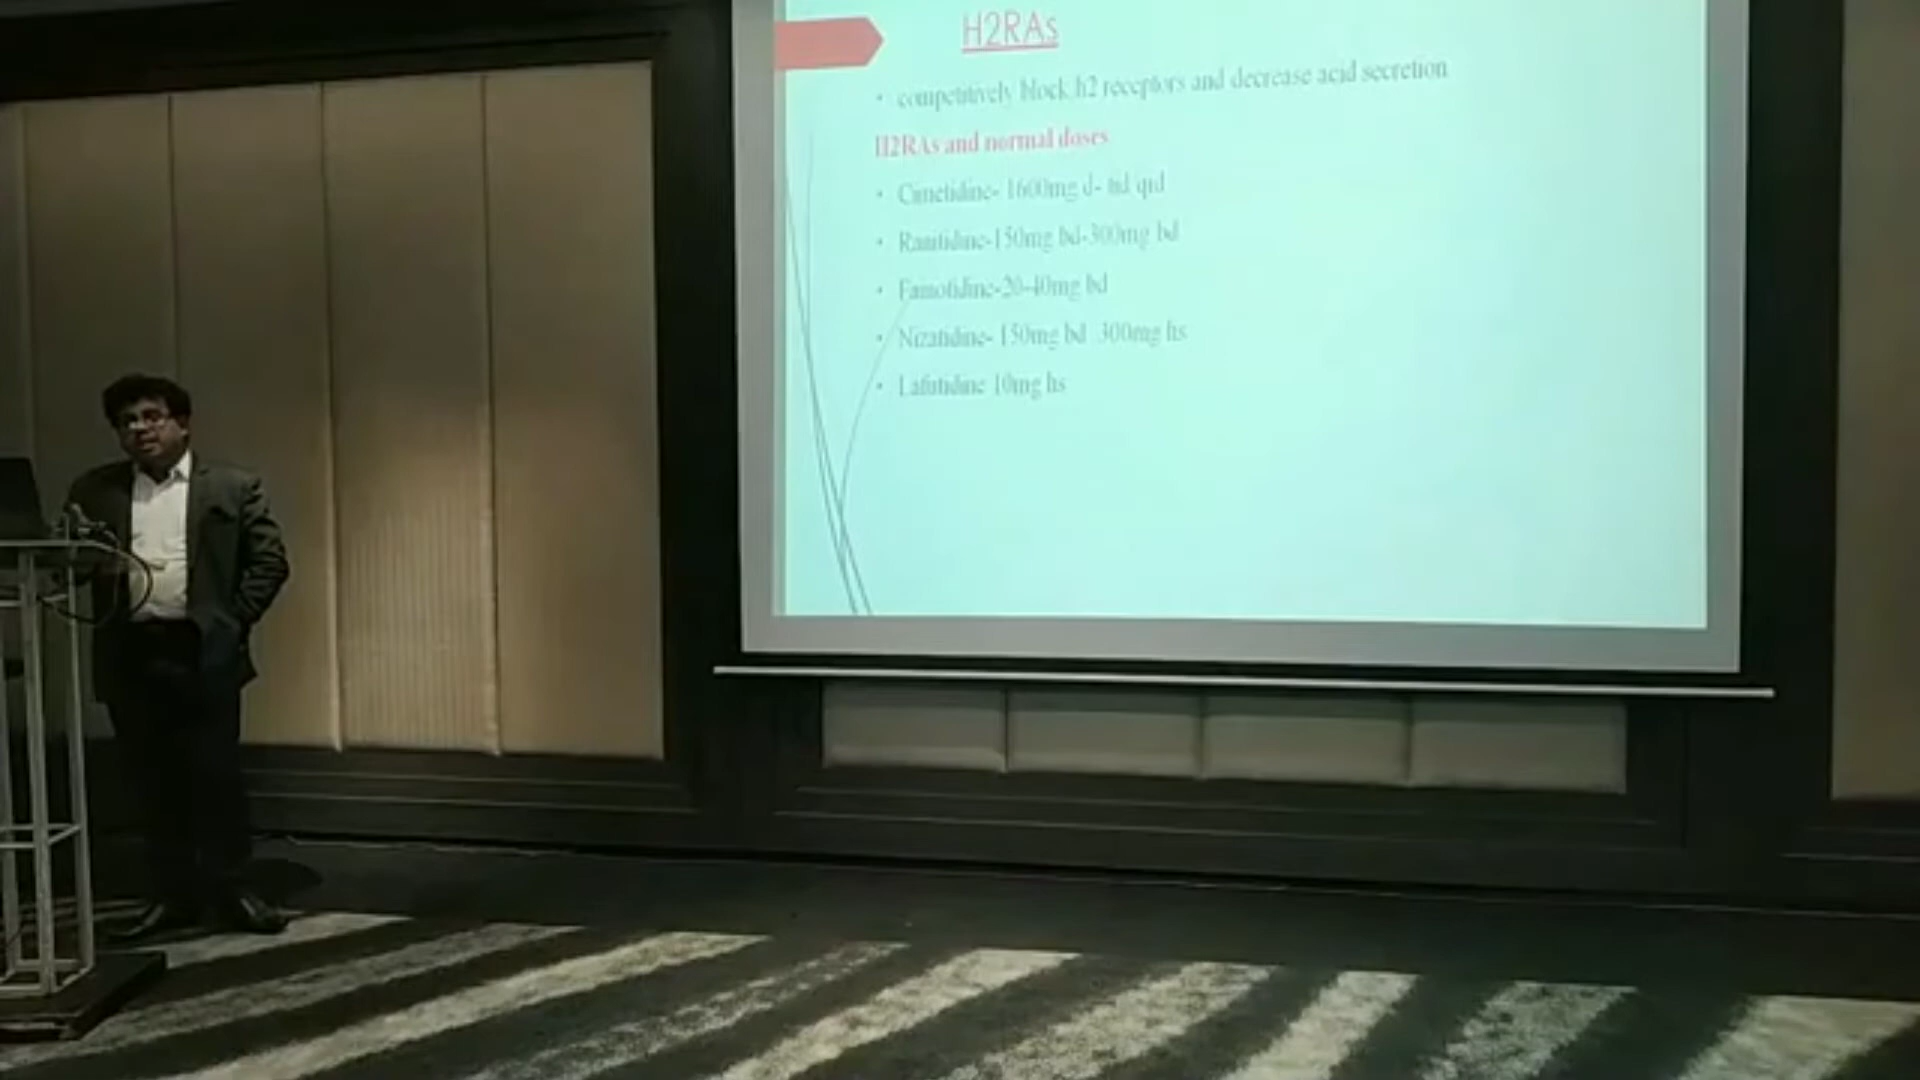 H2RAs
• competitively block h2 receptors and decrease acid secretion
H2RAs and normal doses
• Cimetidine- 1600mg d- qid
• Ranitidine-150mg bd-300mg bd
• Famotidine-20-40mg bd
• Nizatidine- 150mg bd 300mg hs
• Lafutidine 10mg hs